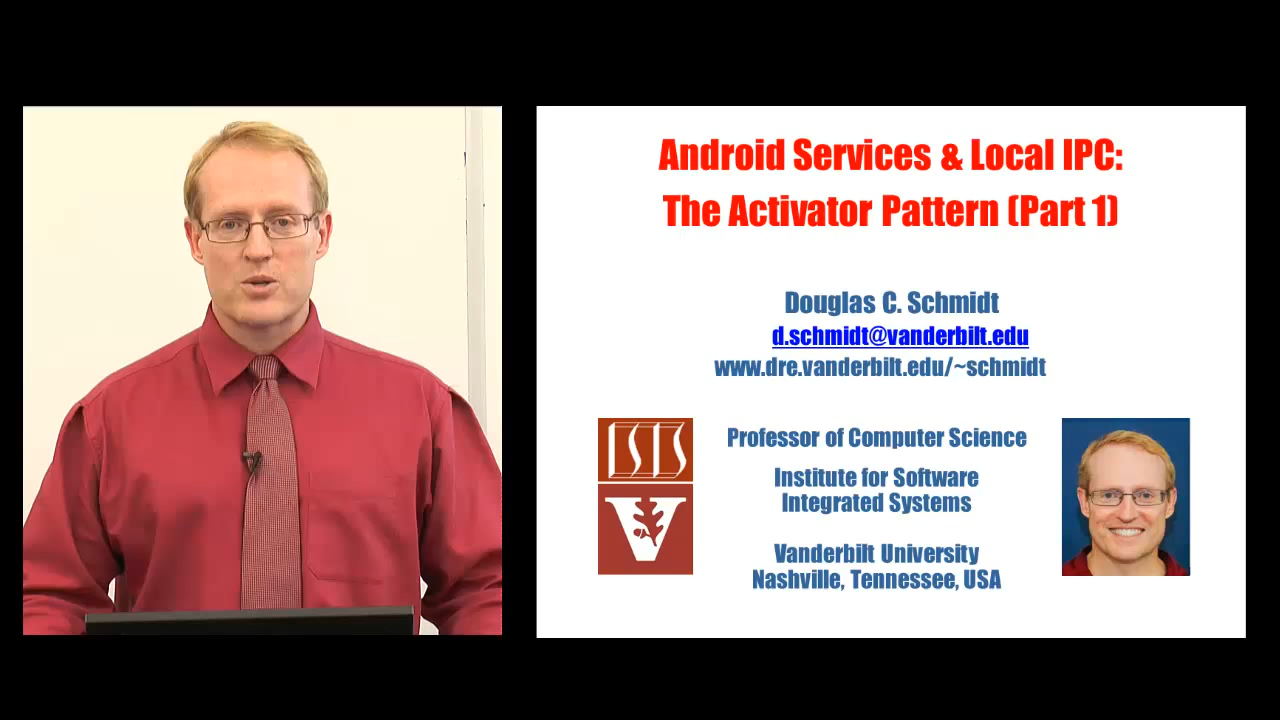 Android Services & Local IPC:
The Activator Pattern (Part 1)
Douglas C. Schmidt
d.schmidt@vanderbilt.edu
www.dre.vanderbilt.edu/~schmidt
ISIS
V
Professor of Computer Science
Institute for Software
Integrated Systems
Vanderbilt University
Nashville, Tennessee, USA